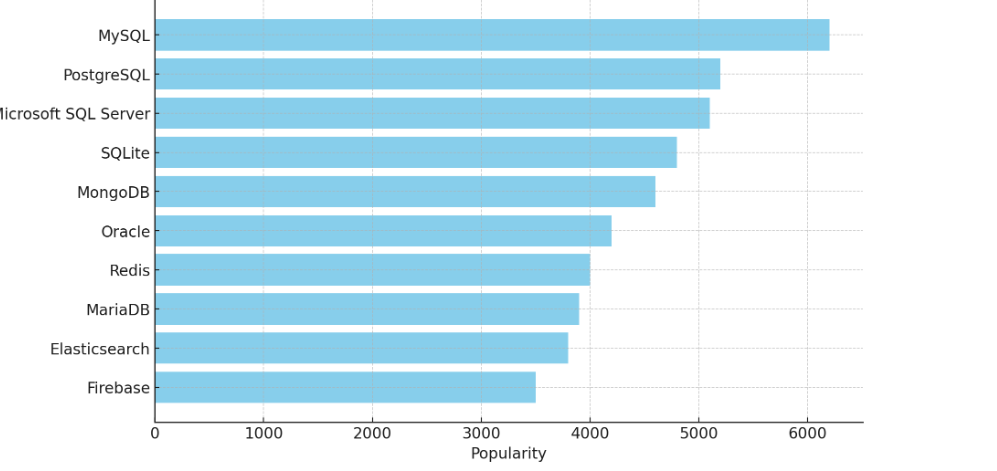 MySQL
PostgreSQL
Microsoft SQL Server
SQLite
MongoDB
Oracle
Redis
MariaDB
Elasticsearch
Firebase
0 1000 2000 3000 4000 5000 6000
Popularity